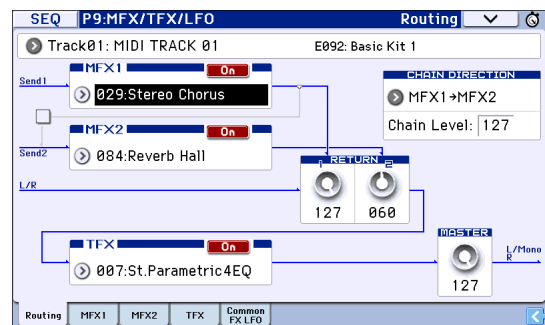 SEQ P9:MFX/TFX/LFO Routing
Track01: MIDI TRACK 01 E092: Basic Kit 1
MFX1 On
Send1
029:Stereo Chorus
CHAIN DIRECTION
MFX1→MFX2
Chain Level: 127
MFX2 On
Send2
084:Reverb Hall
L/R
1 RETURN 2
127 060
TFX On
007:St.Parametric4EQ
MASTER
127
L/Mono
R
Routing MFX1 MFX2 TFX Common FX LFO